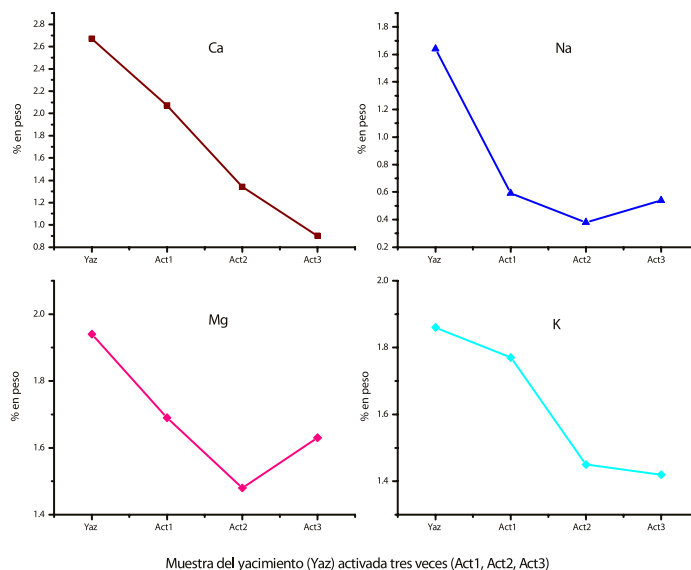 Ca
% en peso
2.8
2.6
2.4
2.2
2.0
1.8
1.6
1.4
1.2
1.0
0.8
Yaz Act1 Act2 Act3
Na
% en peso
1.8
1.6
1.4
1.2
1.0
0.8
0.6
0.4
0.2
Yaz Act1 Act2 Act3
Mg
% en peso
2.0
1.8
1.6
1.4
Yaz Act1 Act2 Act3
K
% en peso
2.0
1.8
1.6
1.4
Yaz Act1 Act2 Act3
Muestra del yacimiento (Yaz) activada tres veces (Act1, Act2, Act3)